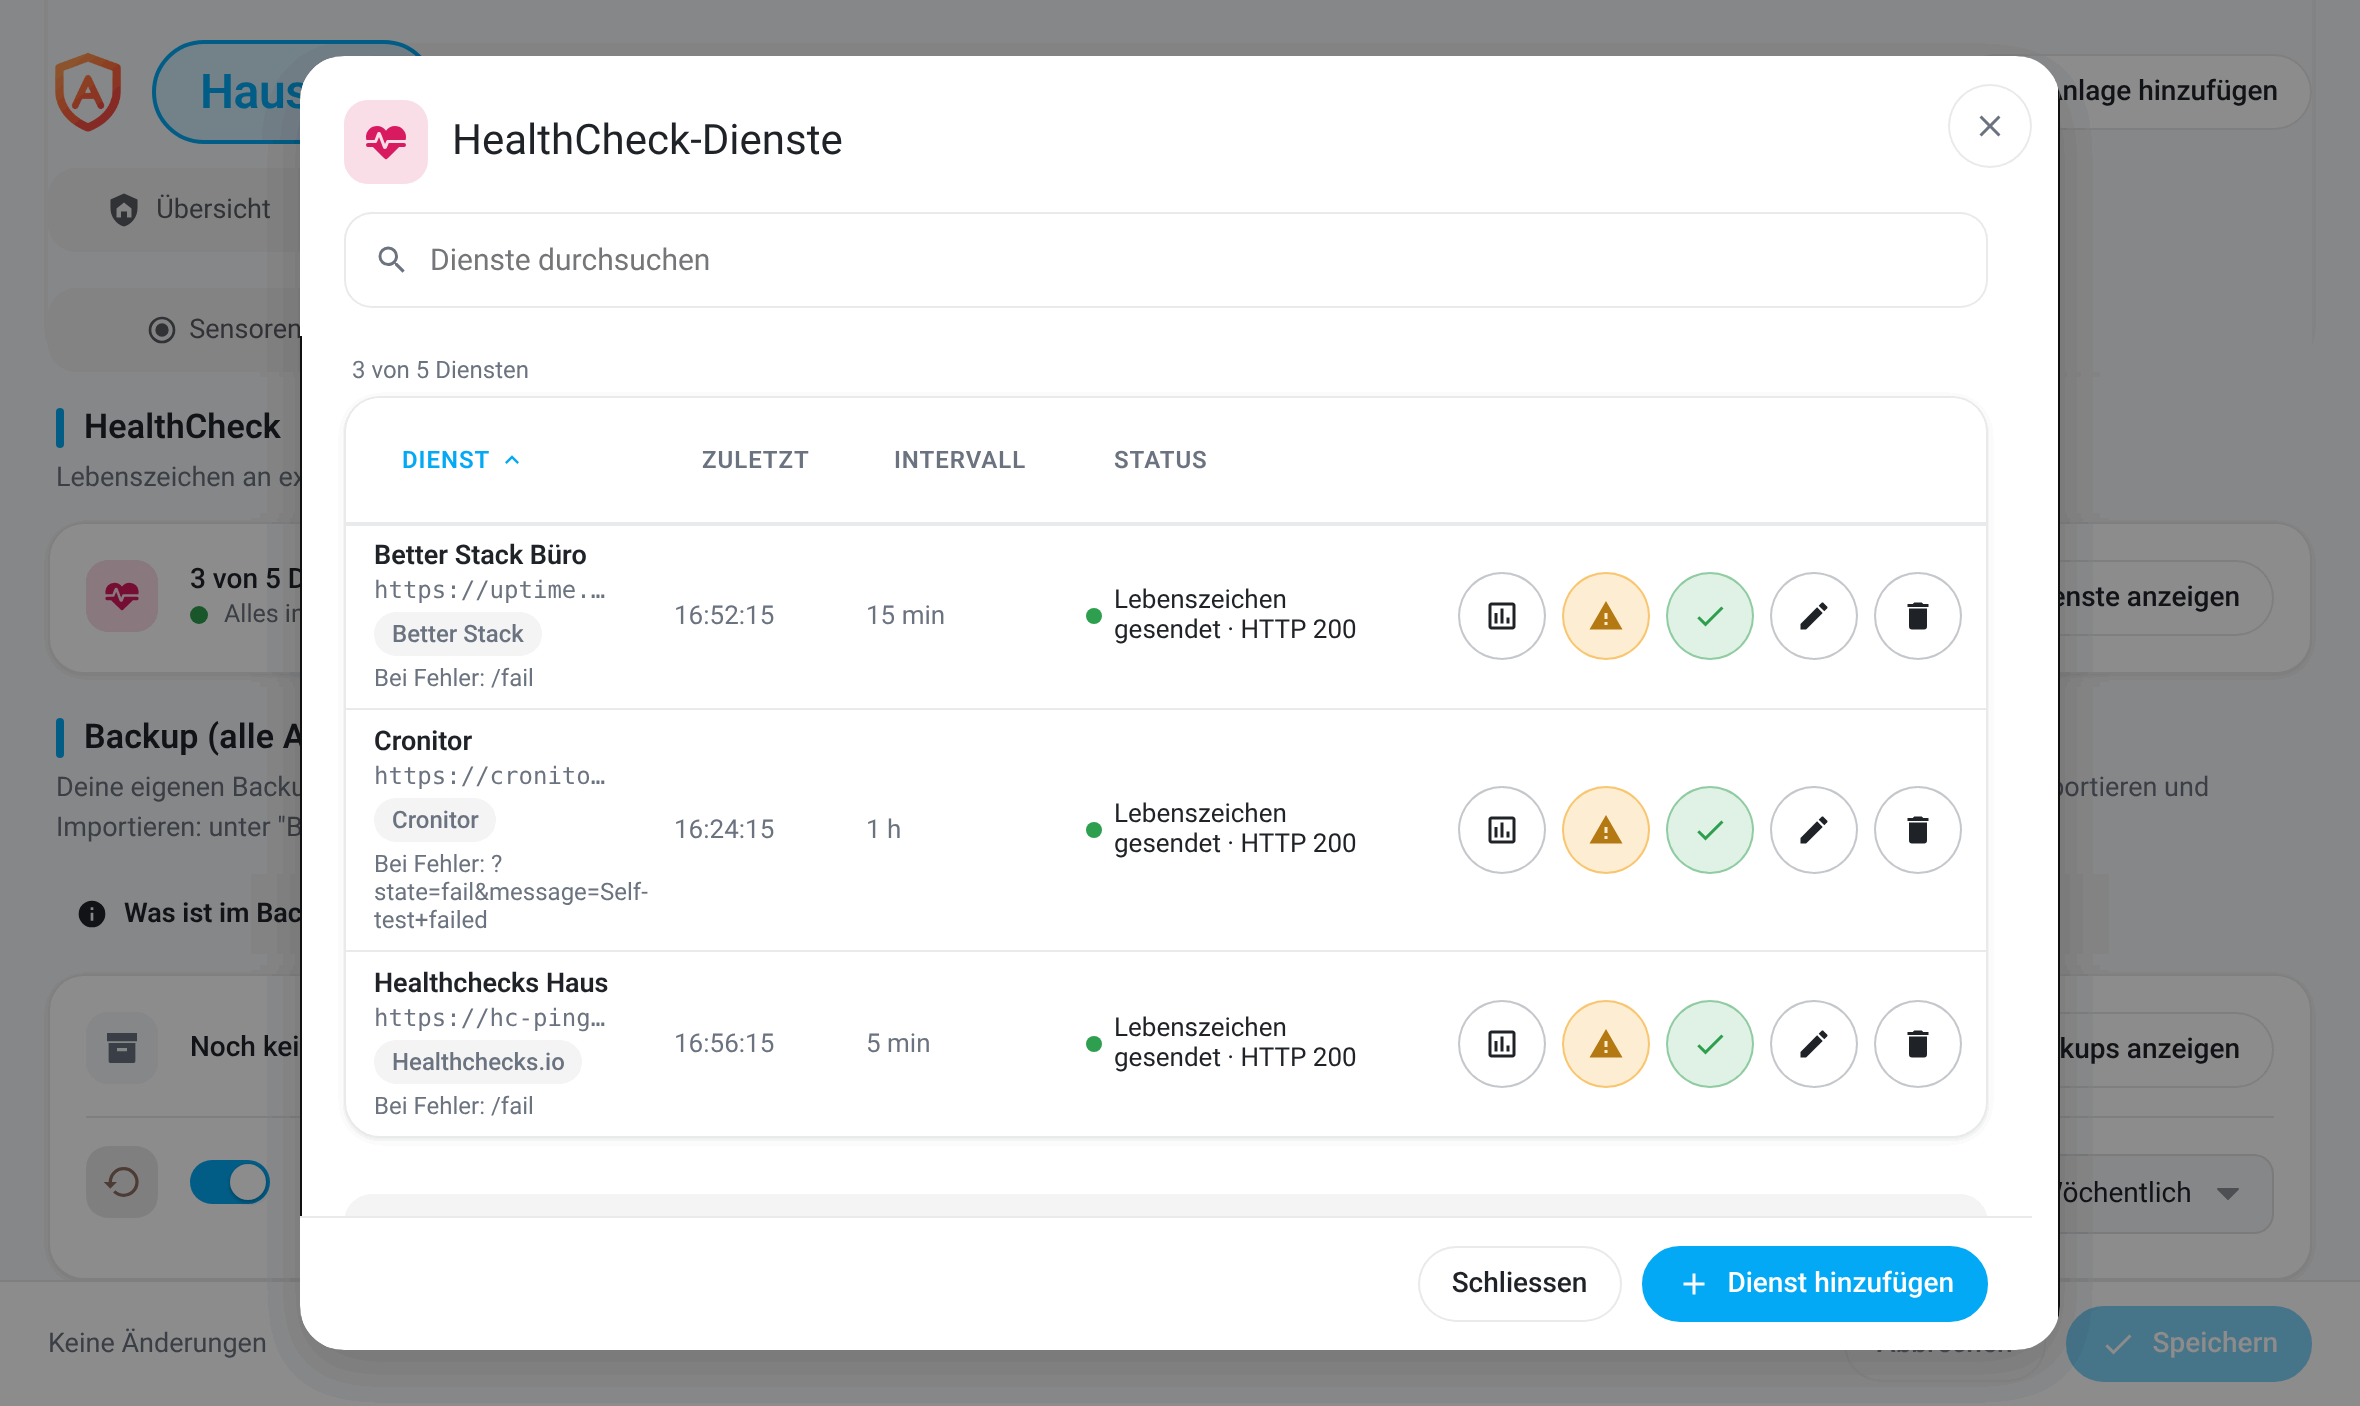 Haus
Anlage hinzufügen
Übersicht
Sensoren
HealthCheck
Lebenszeichen an ex
3 von 5 D
Alles in
enste anzeigen
Backup (alle A
Deine eigenen Backu
portieren und
Importieren: unter "B
Was ist im Bac
Noch kei
kups anzeigen
Wöchentlich
Keine Änderungen
Speichern
HealthCheck-Dienste
Dienste durchsuchen
3 von 5 Diensten
DIENST ZULETZT INTERVALL STATUS
Better Stack Büro
https://uptime.…
Better Stack
Bei Fehler: /fail
16:52:15
15 min
Lebenszeichen
gesendet · HTTP 200
Cronitor
https://cronito…
Cronitor
Bei Fehler: ?
state=fail&message=Self-
test+failed
16:24:15
1 h
Lebenszeichen
gesendet · HTTP 200
Healthchecks Haus
https://hc-ping…
Healthchecks.io
Bei Fehler: /fail
16:56:15
5 min
Lebenszeichen
gesendet · HTTP 200
Schliessen
Dienst hinzufügen